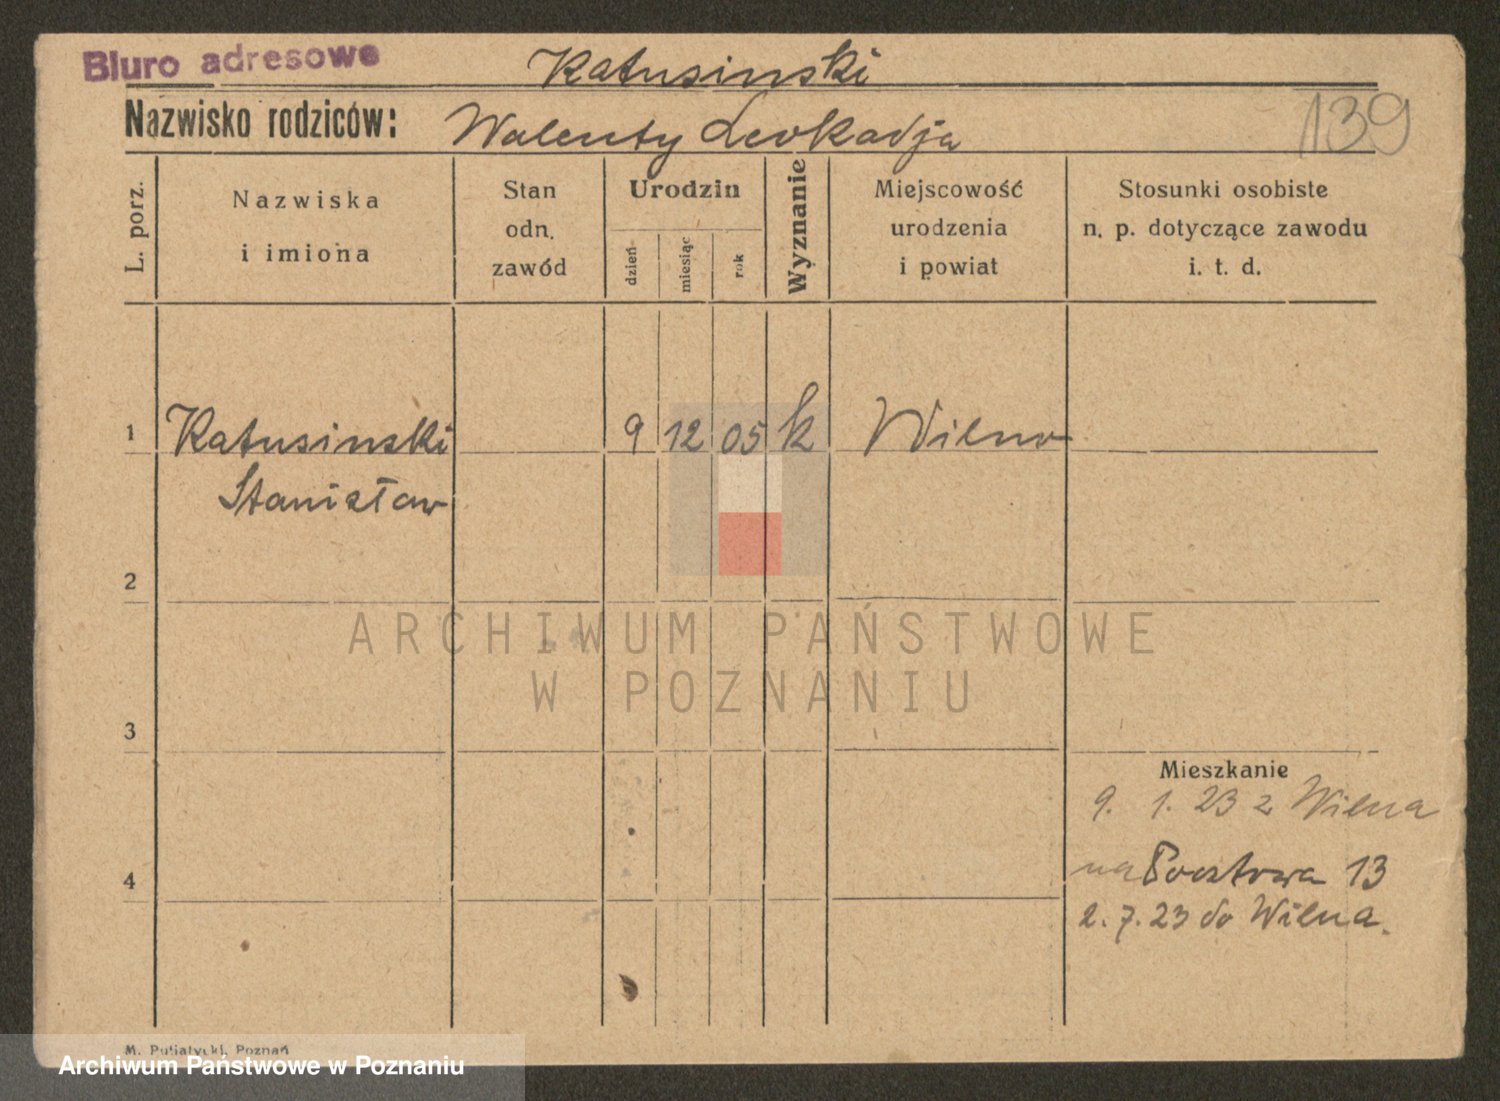 Biuro adresowe
Katusinski
Nazwisko rodziców: Walenty Leokadja
139
L. porz.
Nazwiska
i imiona
Stan
odn.
zawód
Urodzin
dzień
miesiąc
rok
Wyznanie
Miejscowość
urodzenia
i powiat
Stosunki osobiste
n. p. dotyczące zawodu
i. t. d.
1 Katusinski 9 12 05 k Wilno
Stanisław
2
ARCHIWUM PAŃSTWOWE
W POZNANIU
3
Mieszkanie
9. 1. 23 z Wilna
4 na Pocztowa 13
2. 7. 23 do Wilna.
M. Putiatycki, Poznań
Archiwum Państwowe w Poznaniu